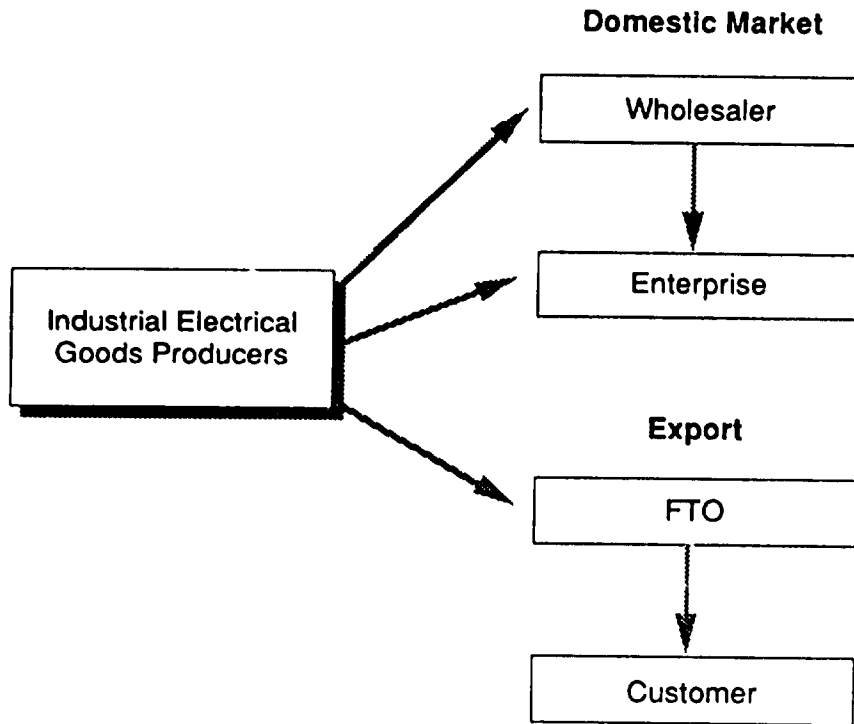 Domestic Market
Wholesaler
Enterprise
Industrial Electrical
Goods Producers
Export
FTO
Customer